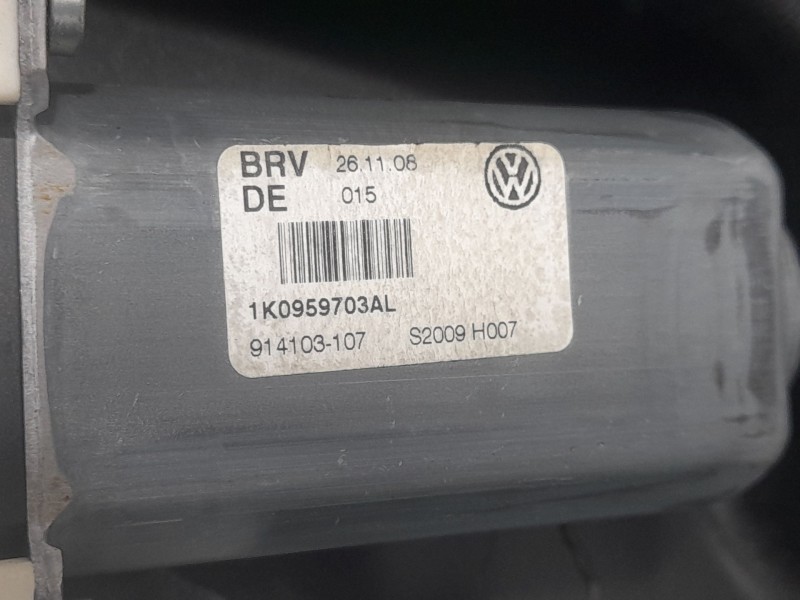 BRV 26.11.08
DE 015
1K0959703AL
914103-107 S2009 H007